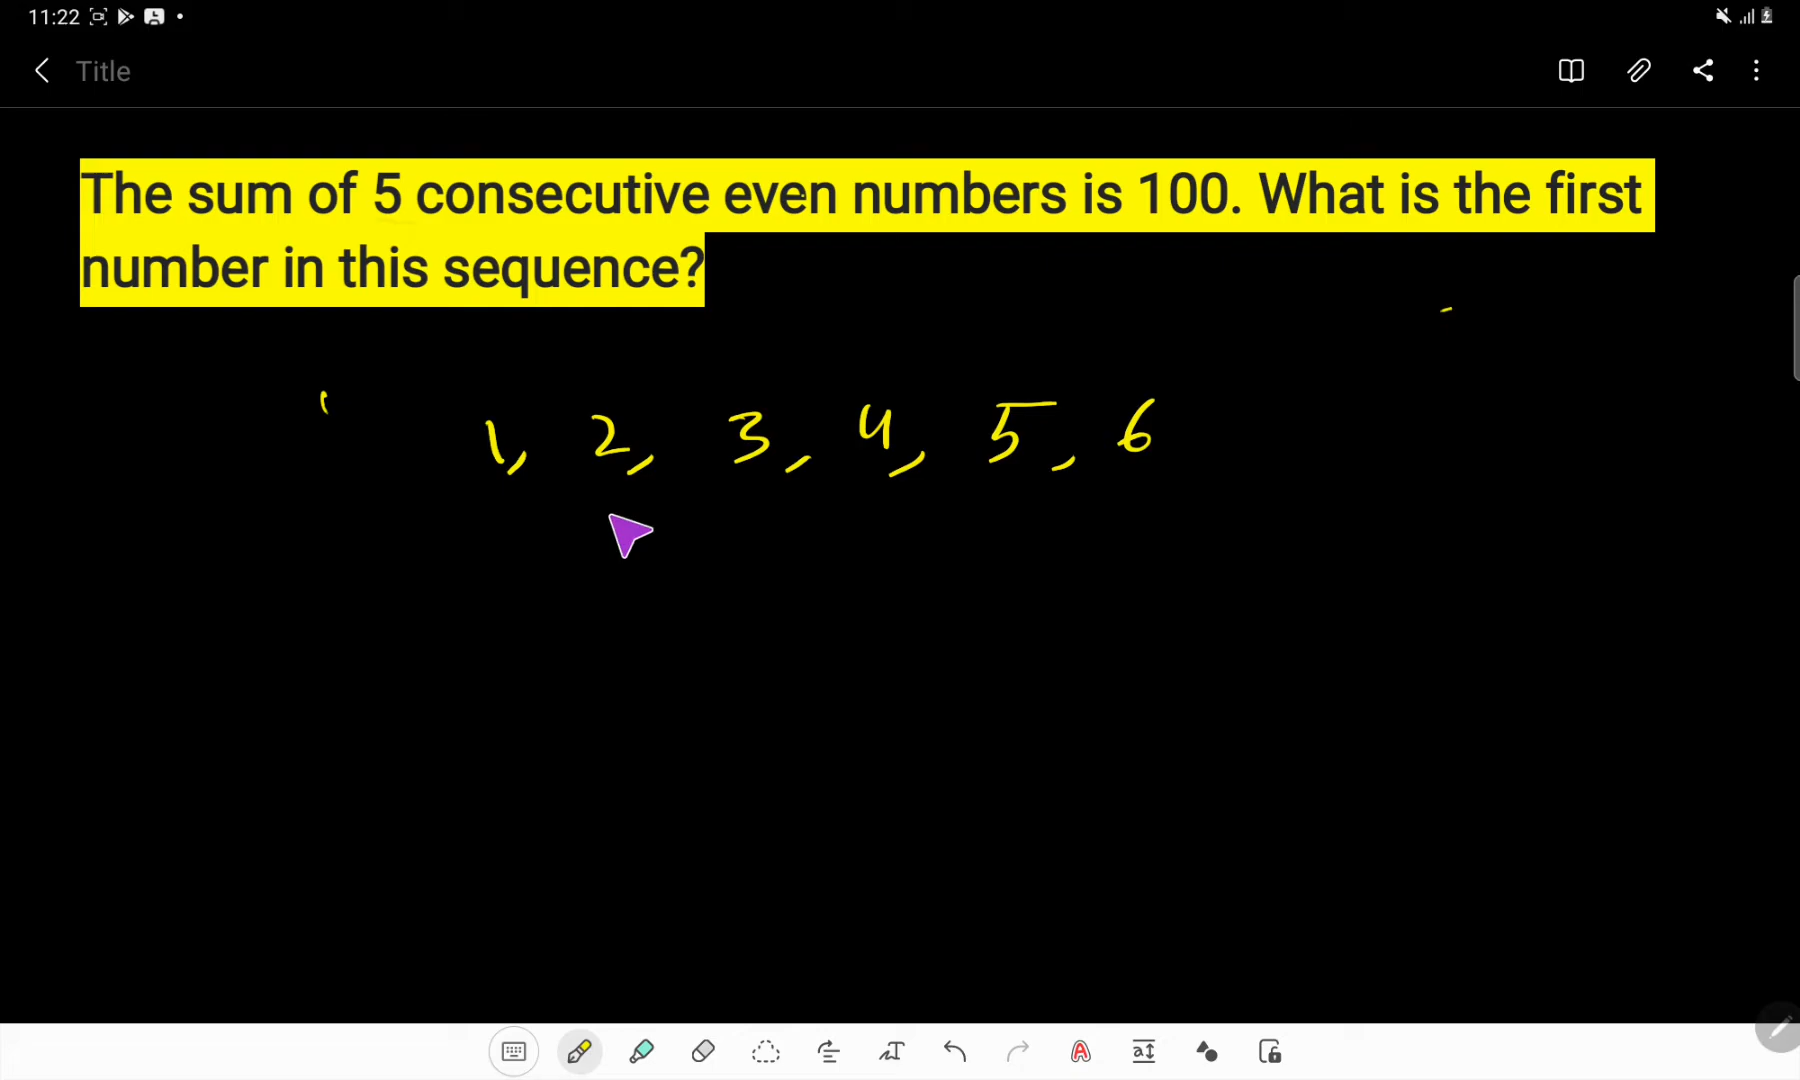 11:22
Title
The sum of 5 consecutive even numbers is 100. What is the first
number in this sequence?
1, 2, 3, 4, 5, 6